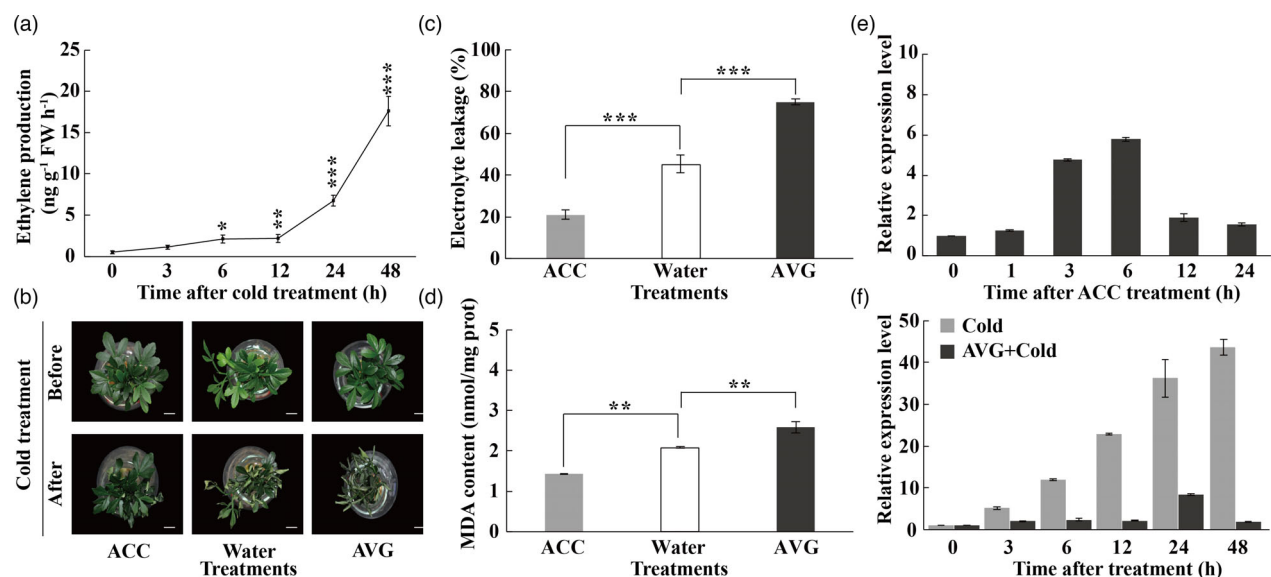 (a)
Ethylene production
(ng g⁻¹ FW h⁻¹)
25
20
15
10
5
0
*
**
***
***
0 3 6 12 24 48
Time after cold treatment (h)
(b)
Cold treatment
Before
After
ACC Water AVG
Treatments
(c)
Electrolyte leakage (%)
100
80
60
40
20
0
***
***
ACC Water AVG
Treatments
(d)
MDA content (nmol/mg prot)
5
4
3
2
1
0
**
**
ACC Water AVG
Treatments
(e)
Relative expression level
10
8
6
4
2
0
0 1 3 6 12 24
Time after ACC treatment (h)
(f)
Relative expression level
50
40
30
20
10
0
Cold
AVG+Cold
0 3 6 12 24 48
Time after treatment (h)